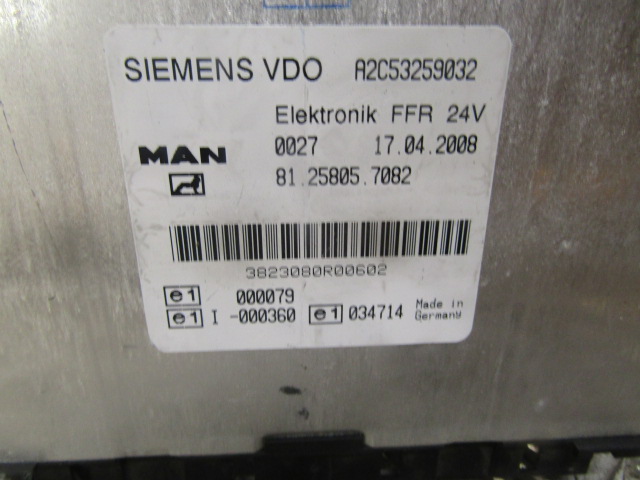 SIEMENS VDO A2C53259032
Elektronik FFR 24V
MAN 0027 17.04.2008
81.25805.7082
3823080R00602
e1 000079
e1 I -000360 e1 034714 Made in
Germany